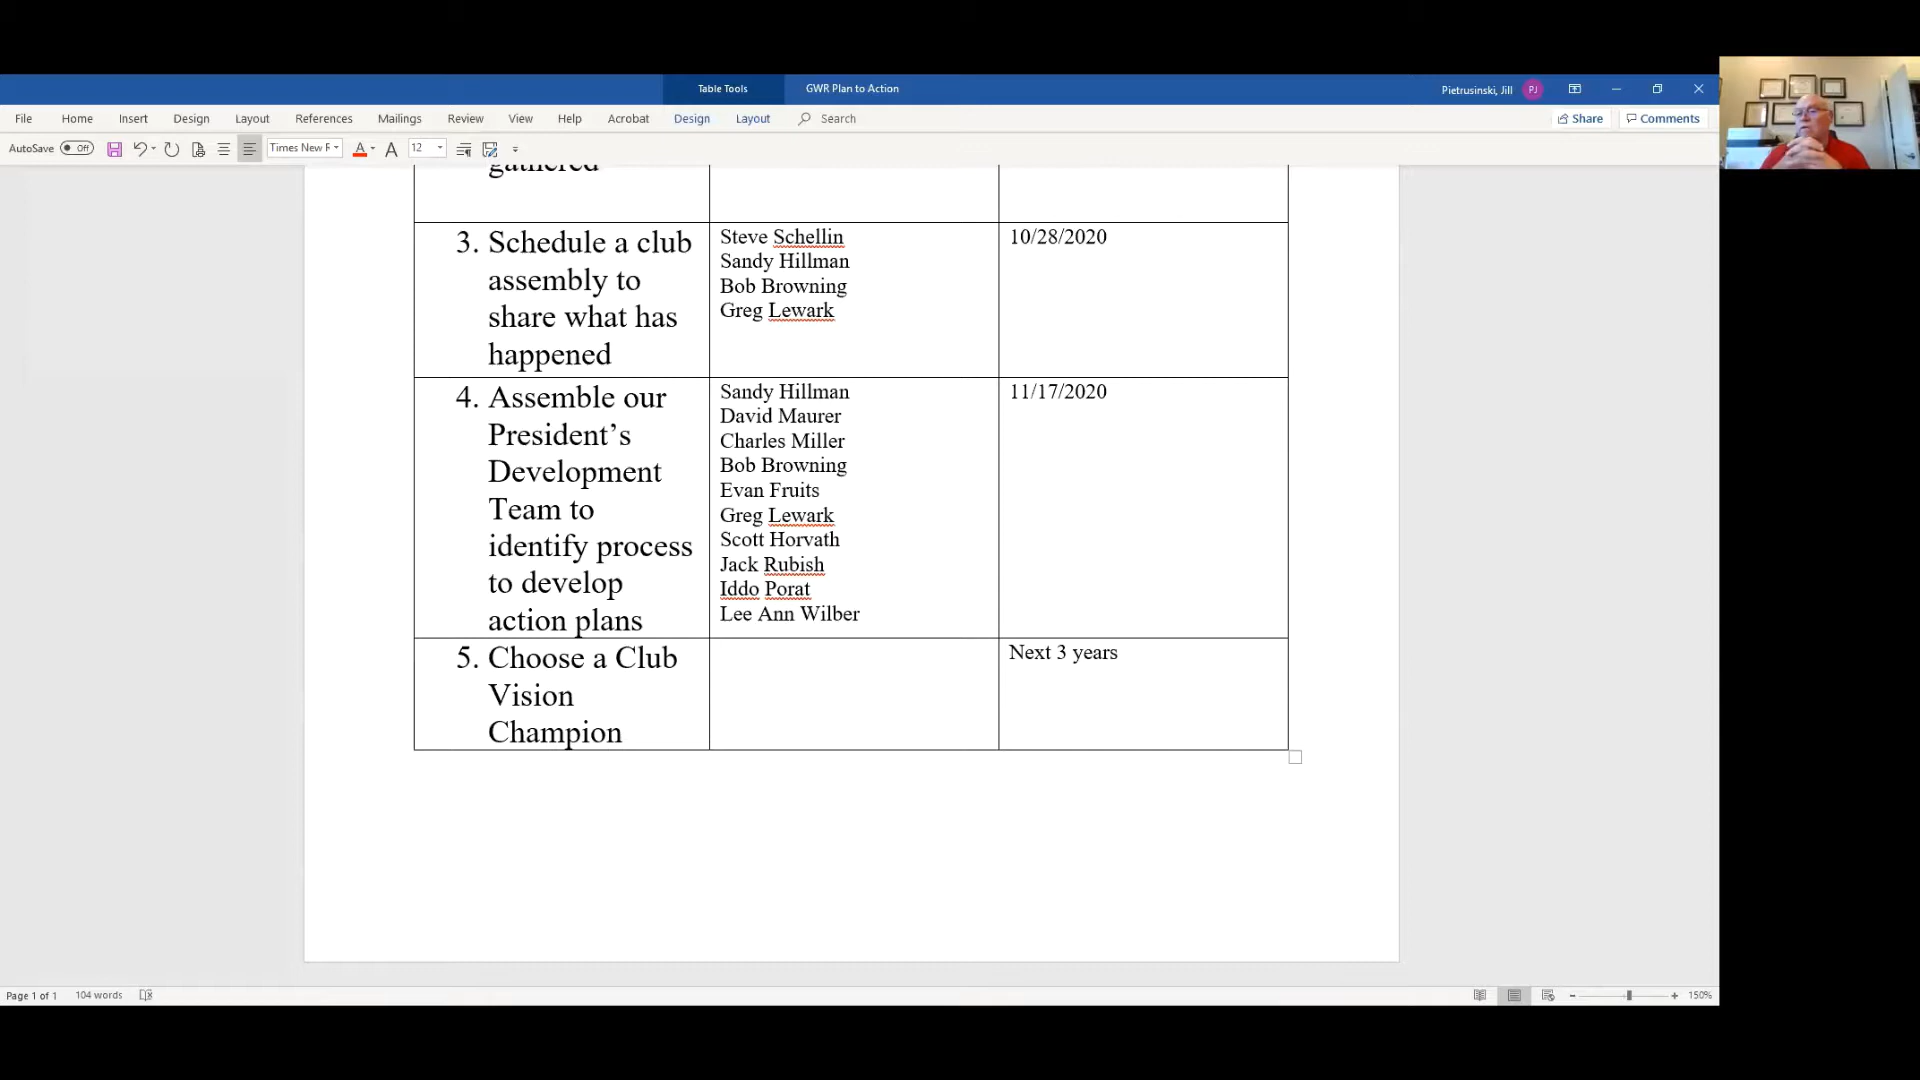 Table Tools
GWR Plan to Action
Pietrusinski, Jill
PJ
File Home Insert Design Layout References Mailings Review View Help Acrobat Design Layout Search
Share Comments
AutoSave Off
Times New F
A A 12
gathered
3. Schedule a club
assembly to
share what has
happened
Steve Schellin
Sandy Hillman
Bob Browning
Greg Lewark
10/28/2020
4. Assemble our
President’s
Development
Team to
identify process
to develop
action plans
Sandy Hillman
David Maurer
Charles Miller
Bob Browning
Evan Fruits
Greg Lewark
Scott Horvath
Jack Rubish
Iddo Porat
Lee Ann Wilber
11/17/2020
5. Choose a Club
Vision
Champion
Next 3 years
Page 1 of 1 104 words
150%